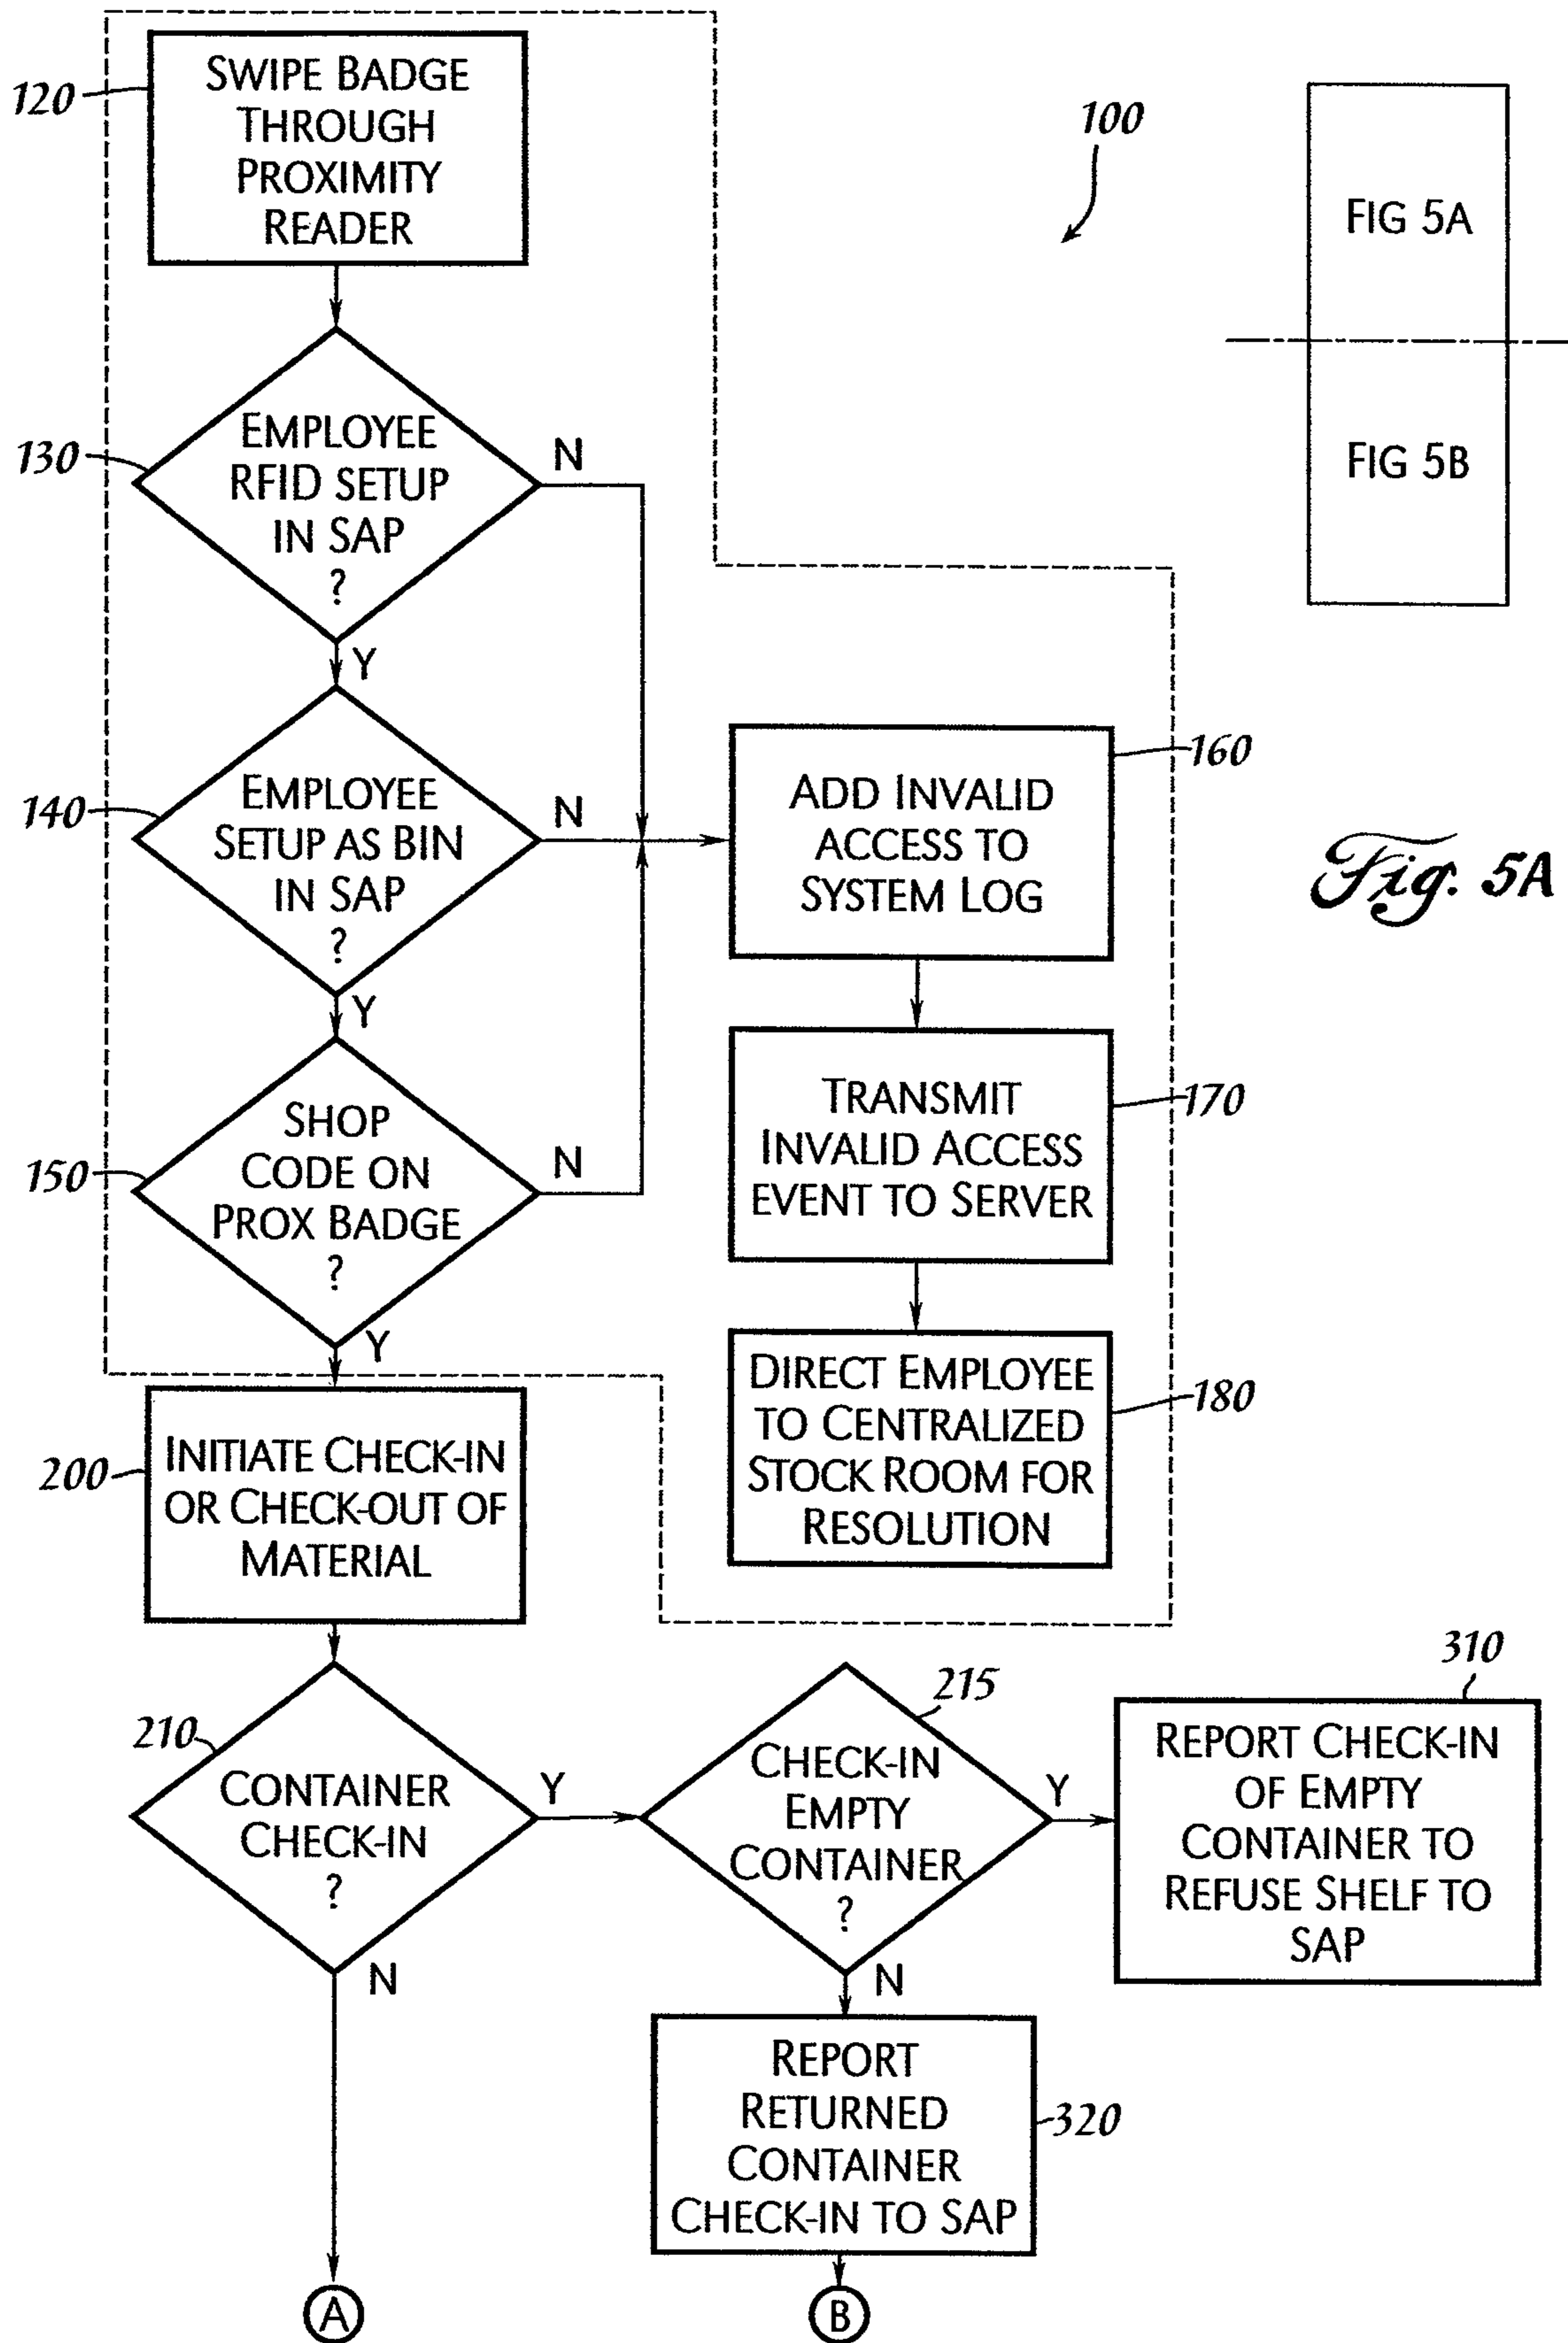 120
SWIPE BADGE
THROUGH
PROXIMITY
READER
100
FIG 5A
FIG 5B
130
EMPLOYEE
RFID SETUP
IN SAP
?
N
Y
140
EMPLOYEE
SETUP AS BIN
IN SAP
?
N
Y
160
ADD INVALID
ACCESS TO
SYSTEM LOG
Fig. 5A
150
SHOP
CODE ON
PROX BADGE
?
N
Y
170
TRANSMIT
INVALID ACCESS
EVENT TO SERVER
180
DIRECT EMPLOYEE
TO CENTRALIZED
STOCK ROOM FOR
RESOLUTION
200
INITIATE CHECK-IN
OR CHECK-OUT OF
MATERIAL
210
CONTAINER
CHECK-IN
?
Y
N
215
CHECK-IN
EMPTY
CONTAINER
?
Y
N
310
REPORT CHECK-IN
OF EMPTY
CONTAINER TO
REFUSE SHELF TO
SAP
320
REPORT
RETURNED
CONTAINER
CHECK-IN TO SAP
A
B